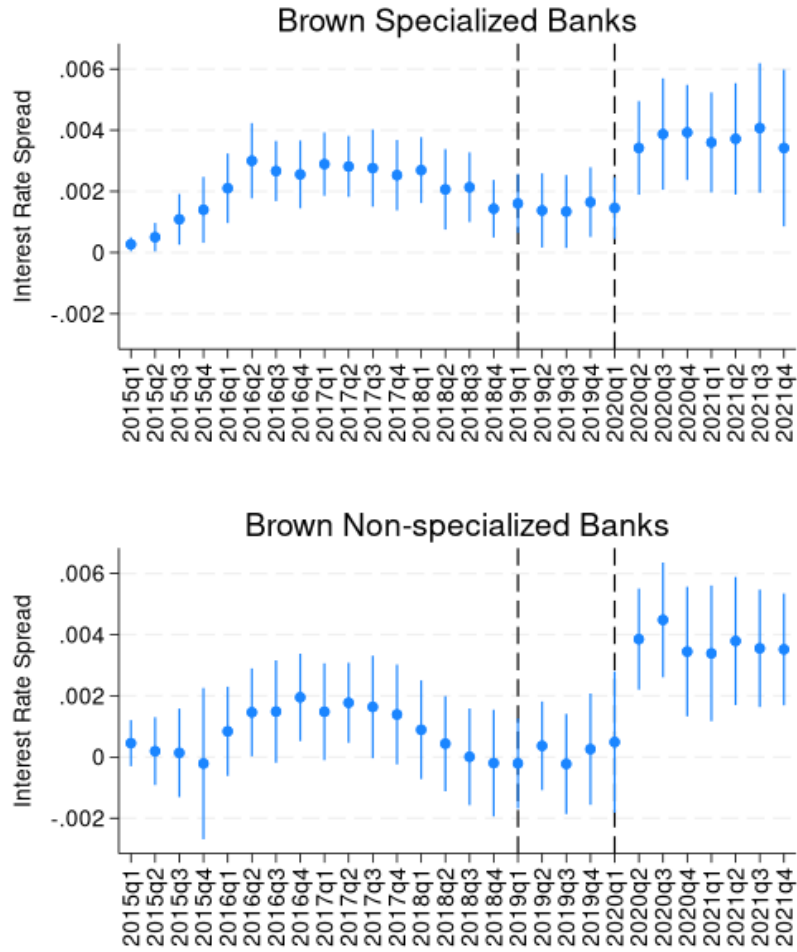 Brown Specialized Banks
Interest Rate Spread
.006
.004
.002
0
-.002
2015q1
2015q2
2015q3
2015q4
2016q1
2016q2
2016q3
2016q4
2017q1
2017q2
2017q3
2017q4
2018q1
2018q2
2018q3
2018q4
2019q1
2019q2
2019q3
2019q4
2020q1
2020q2
2020q3
2020q4
2021q1
2021q2
2021q3
2021q4
Brown Non-specialized Banks
Interest Rate Spread
.006
.004
.002
0
-.002
2015q1
2015q2
2015q3
2015q4
2016q1
2016q2
2016q3
2016q4
2017q1
2017q2
2017q3
2017q4
2018q1
2018q2
2018q3
2018q4
2019q1
2019q2
2019q3
2019q4
2020q1
2020q2
2020q3
2020q4
2021q1
2021q2
2021q3
2021q4